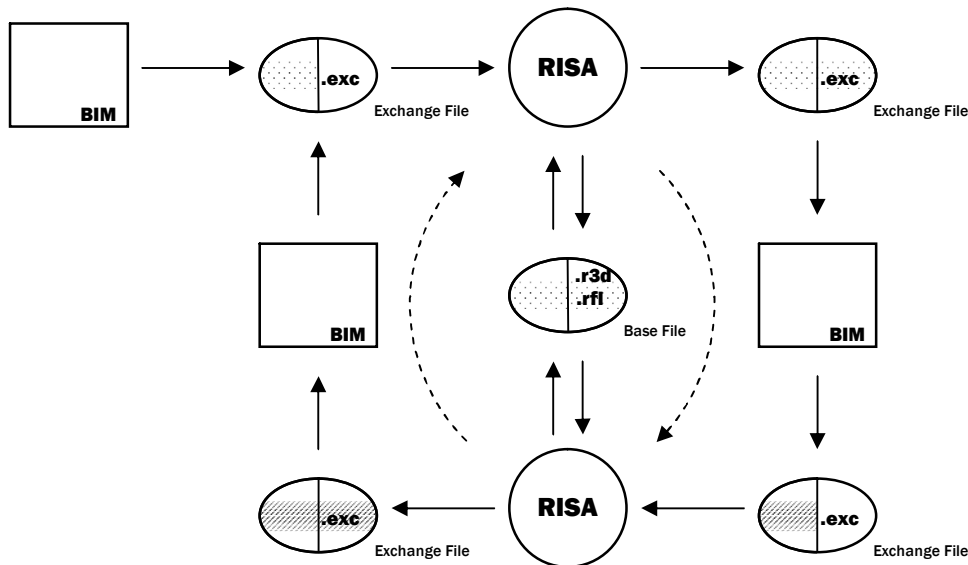 BIM
.exc
Exchange File
RISA
.exc
Exchange File
BIM
.r3d
.rfl
Base File
BIM
.exc
Exchange File
RISA
.exc
Exchange File